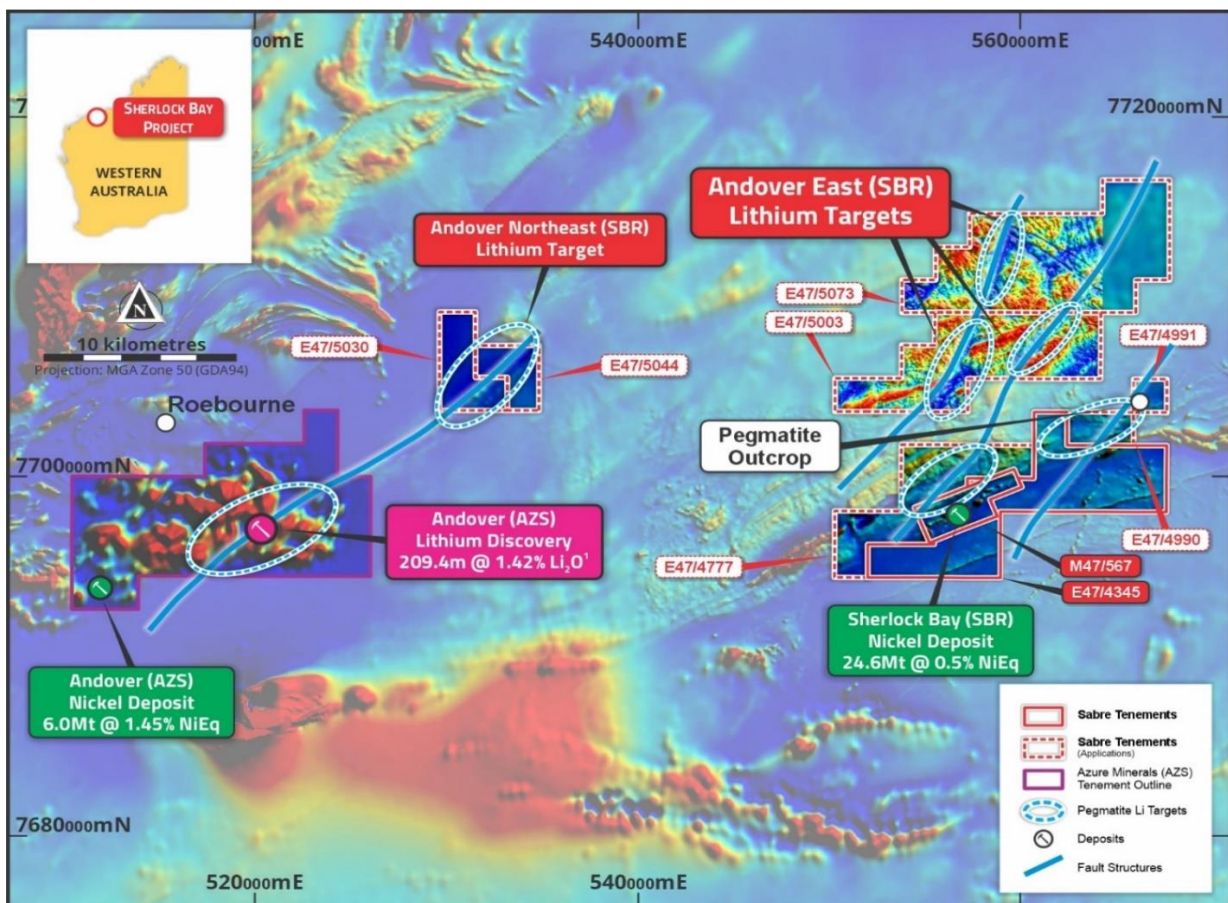 000mE
540000mE
560000mE
7720000mN
SHERLOCK BAY
PROJECT
WESTERN
AUSTRALIA
Andover Northeast (SBR)
Lithium Target
Andover East (SBR)
Lithium Targets
E47/5073
E47/5003
E47/4991
N
10 kilometres
Projection: MGA Zone 50 (GDA94)
E47/5030
E47/5044
Roebourne
Pegmatite
Outcrop
7700000mN
Andover (AZS)
Lithium Discovery
209.4m @ 1.42% Li₂O¹
E47/4990
E47/4777
M47/567
E47/4345
Sherlock Bay (SBR)
Nickel Deposit
24.6Mt @ 0.5% NiEq
Andover (AZS)
Nickel Deposit
6.0Mt @ 1.45% NiEq
Sabre Tenements
Sabre Tenements
(Applications)
Azure Minerals (AZS)
Tenement Outline
Pegmatite Li Targets
Deposits
Fault Structures
7680000mN
520000mE
540000mE